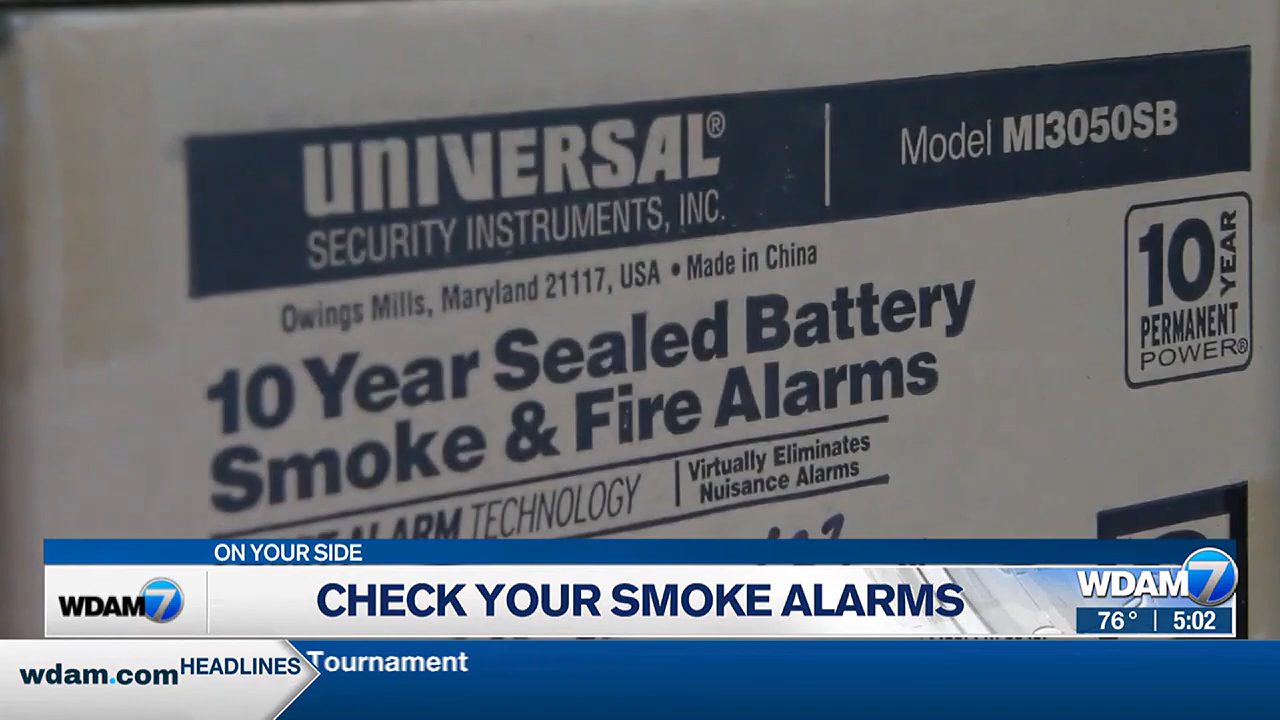 UNIVERSAL®
SECURITY INSTRUMENTS, INC.
Model MI3050SB
Owings Mills, Maryland 21117, USA • Made in China
10 Year Sealed Battery
Smoke & Fire Alarms
10 YEAR
PERMANENT
POWER®
ALARM TECHNOLOGY
Virtually Eliminates
Nuisance Alarms
ON YOUR SIDE
WDAM7
CHECK YOUR SMOKE ALARMS
WDAM7
76° | 5:02
wdam.com HEADLINES
Tournament